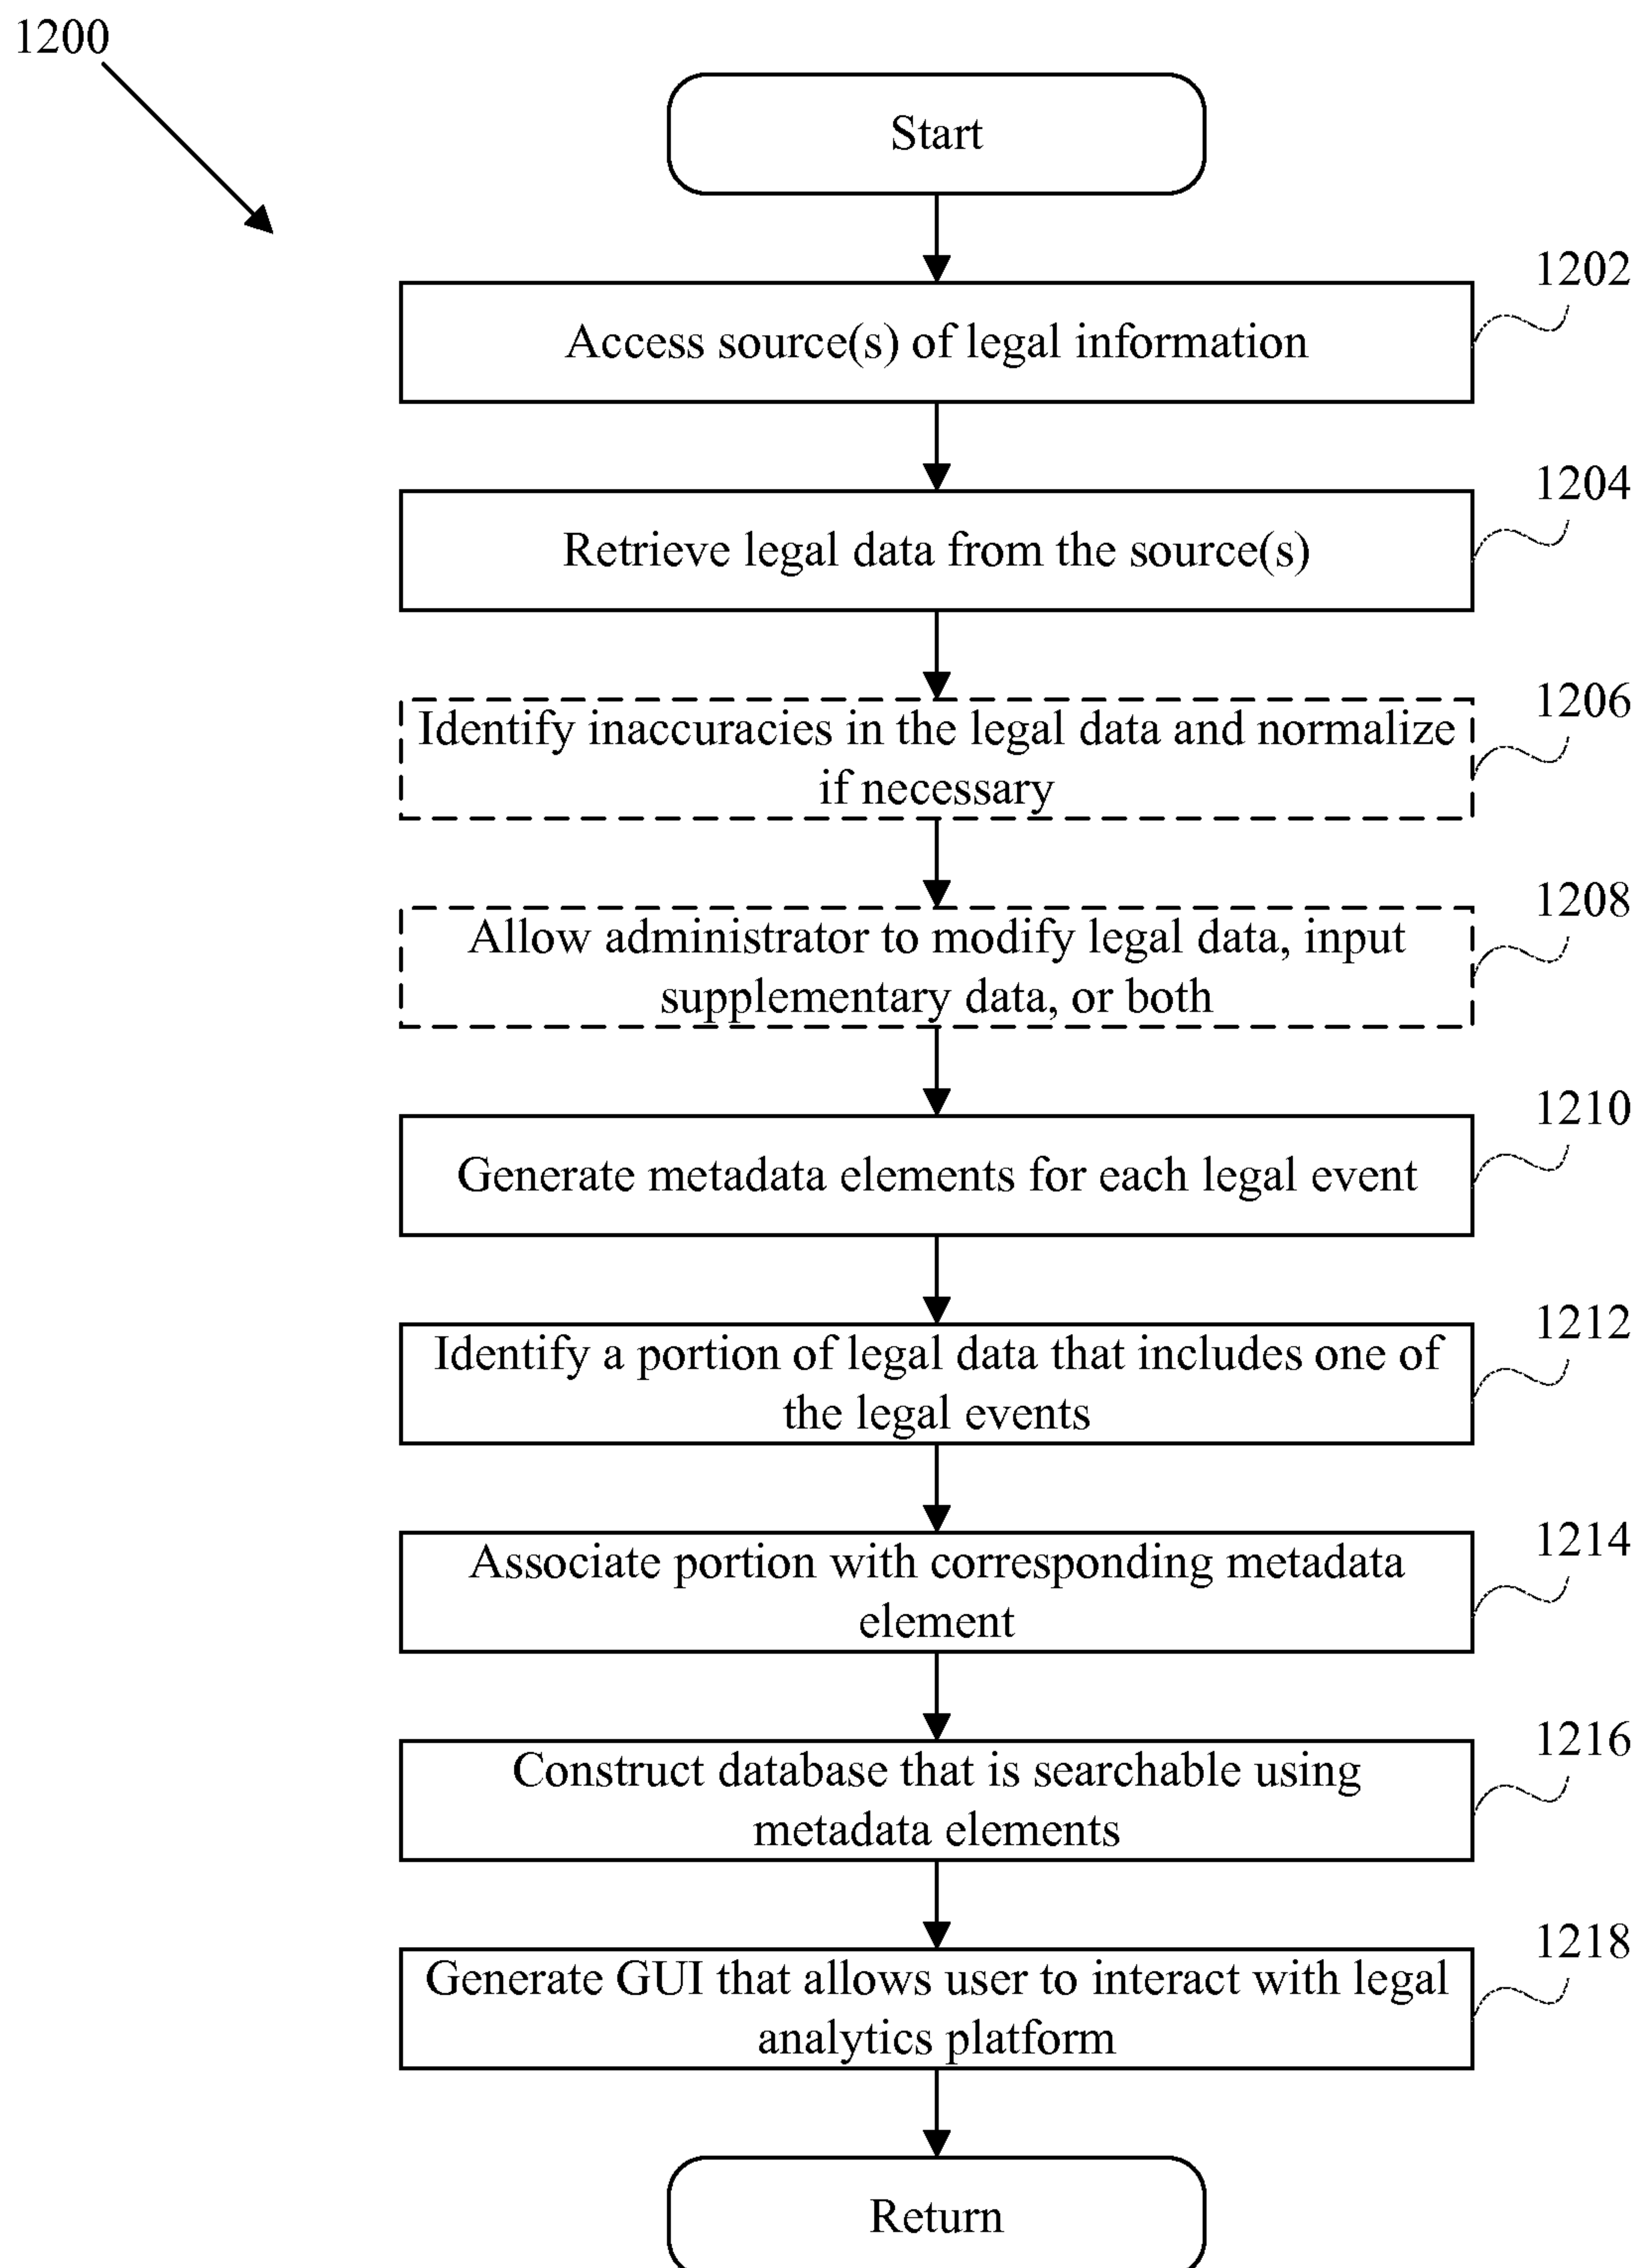 1200
Start
1202
Access source(s) of legal information
1204
Retrieve legal data from the source(s)
1206
Identify inaccuracies in the legal data and normalize
if necessary
1208
Allow administrator to modify legal data, input
supplementary data, or both
1210
Generate metadata elements for each legal event
1212
Identify a portion of legal data that includes one of
the legal events
1214
Associate portion with corresponding metadata
element
1216
Construct database that is searchable using
metadata elements
1218
Generate GUI that allows user to interact with legal
analytics platform
Return